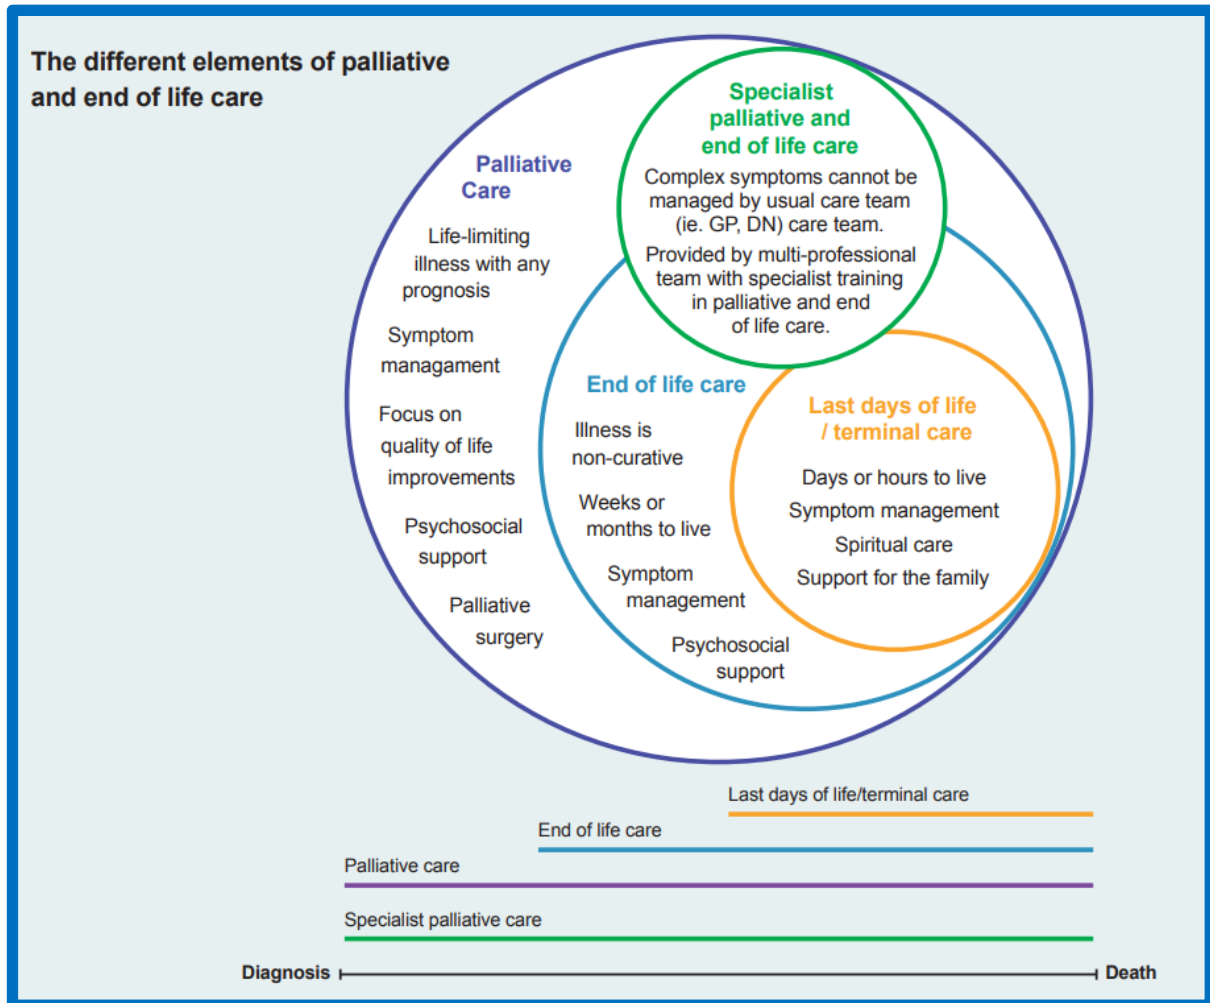 The different elements of palliative
and end of life care
Palliative
Care
Life-limiting
illness with any
prognosis
Symptom
managament
Focus on
quality of life
improvements
Psychosocial
support
Palliative
surgery
Specialist
palliative and
end of life care
Complex symptoms cannot be
managed by usual care team
(ie. GP, DN) care team.
Provided by multi-professional
team with specialist training
in palliative and end
of life care.
End of life care
Illness is
non-curative
Weeks or
months to live
Symptom
management
Psychosocial
support
Last days of life
/ terminal care
Days or hours to live
Symptom management
Spiritual care
Support for the family
Last days of life/terminal care
End of life care
Palliative care
Specialist palliative care
Diagnosis
Death